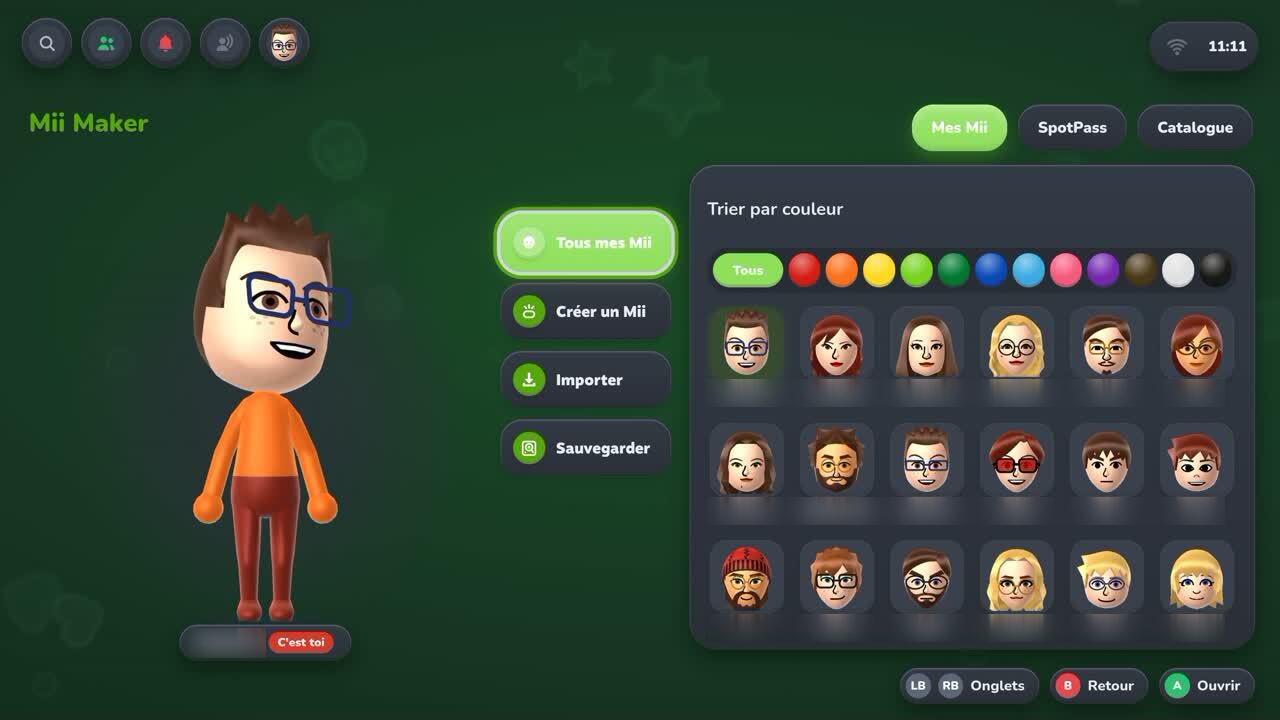 11:11
Mii Maker
Mes Mii
SpotPass
Catalogue
Tous mes Mii
Créer un Mii
Importer
Sauvegarder
Trier par couleur
Tous
C'est toi
LB RB Onglets
B Retour
A Ouvrir